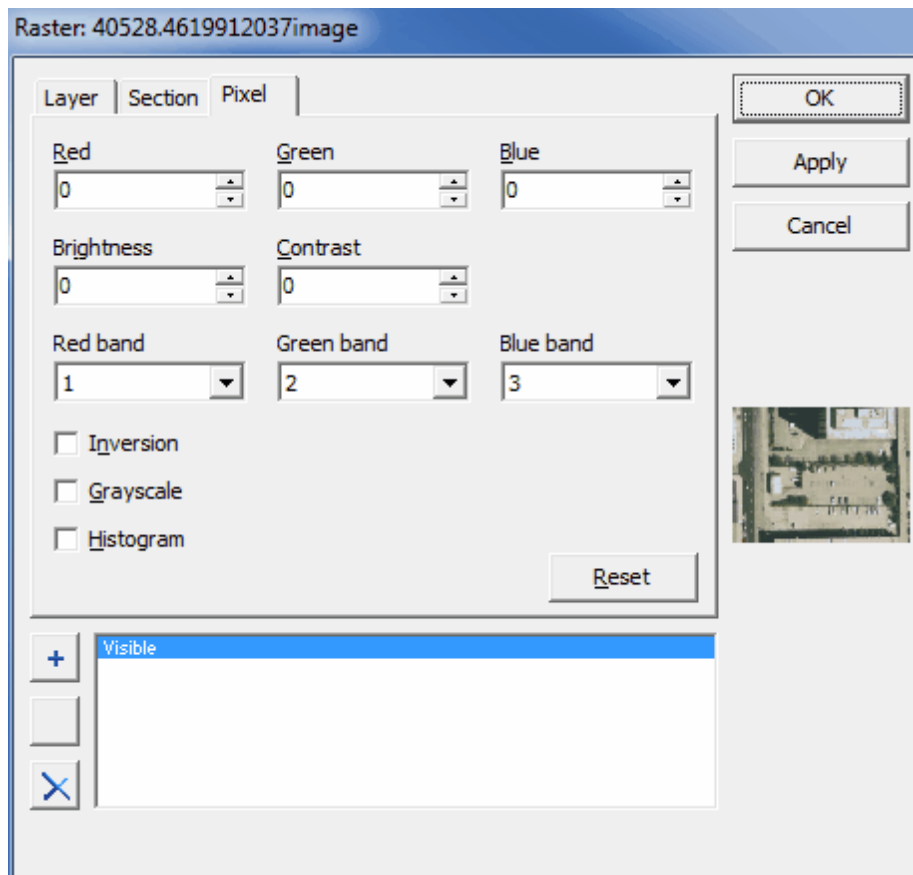 Raster: 40528.4619912037image
Layer Section Pixel
OK
Apply
Cancel
Red Green Blue
0 0 0
Brightness Contrast
0 0
Red band Green band Blue band
1 2 3
Inversion
Grayscale
Histogram
Reset
Visible